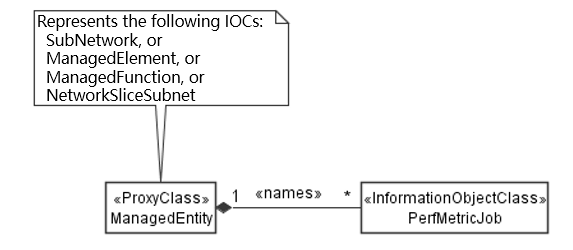 Represents the following IOCs:
SubNetwork, or
ManagedElement, or
ManagedFunction, or
NetworkSliceSubnet
«ProxyClass»
ManagedEntity
1 «names» *
«InformationObjectClass»
PerfMetricJob